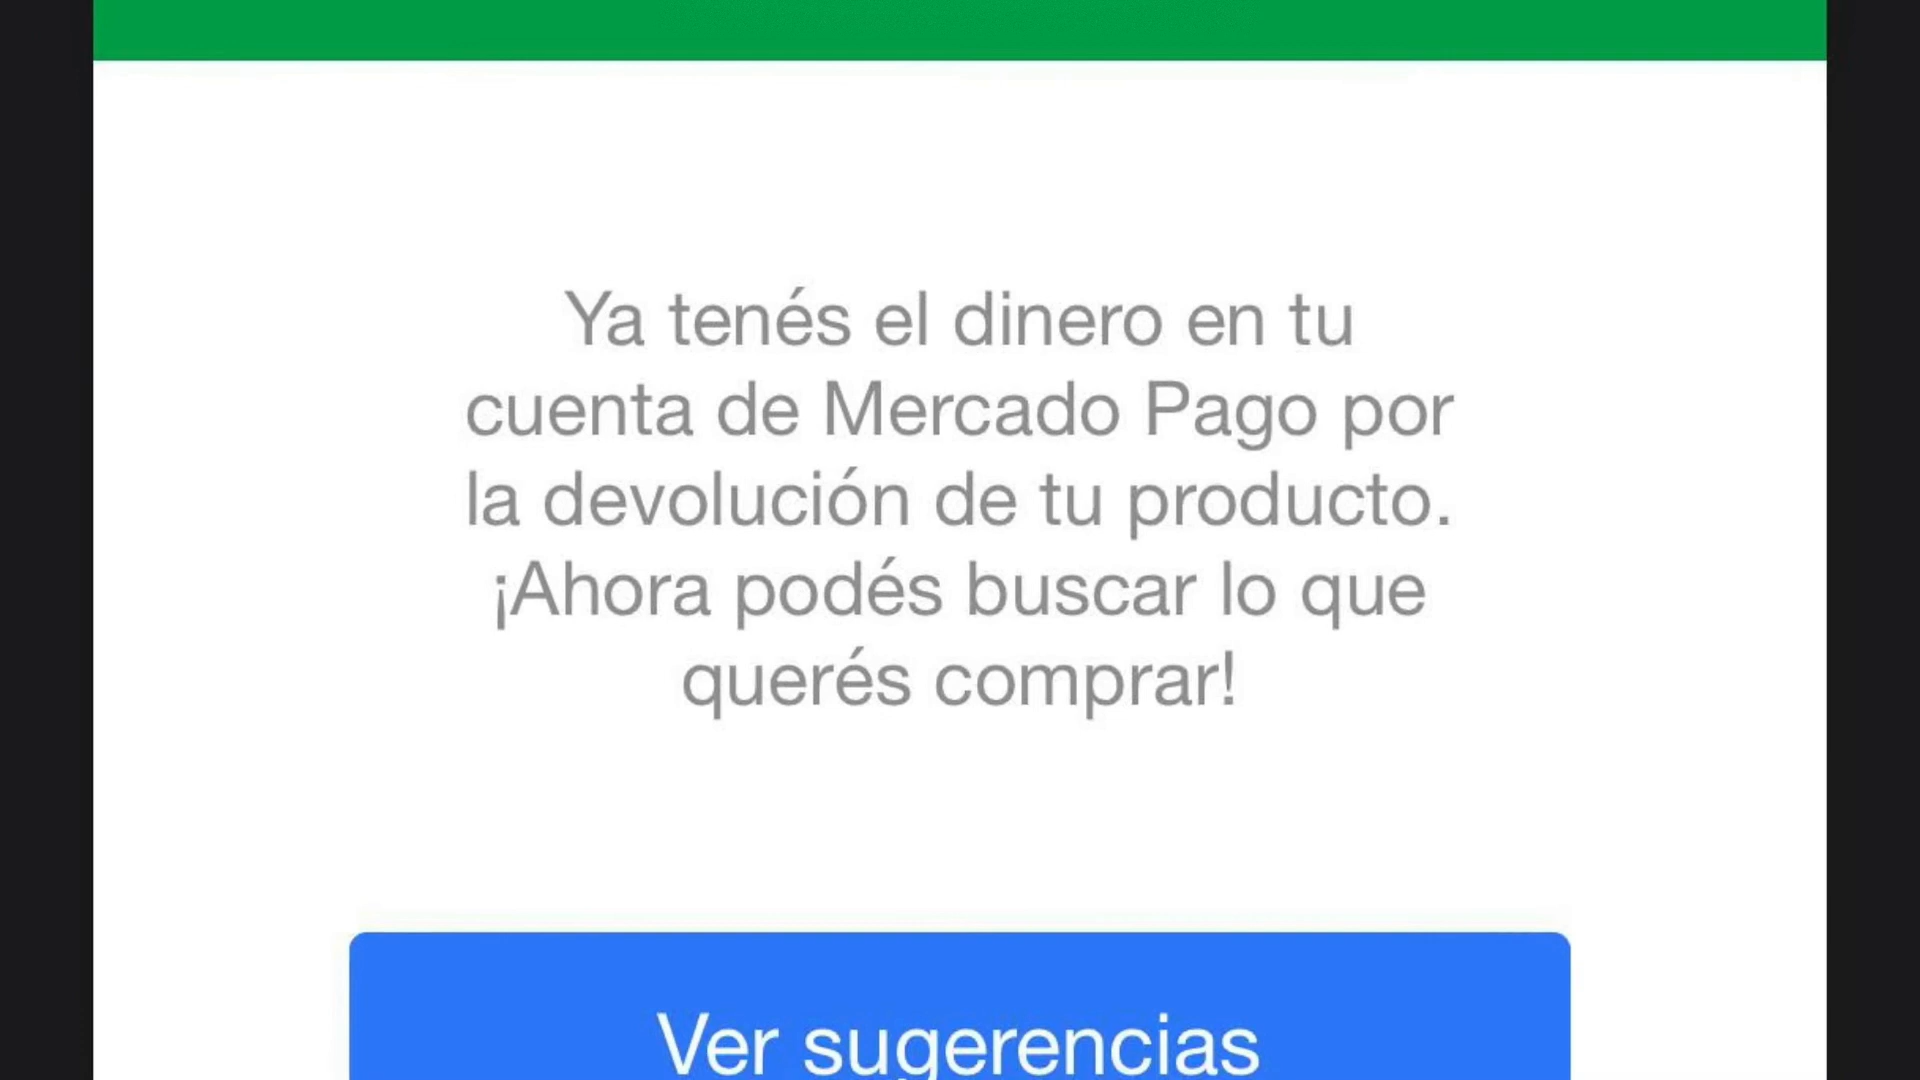 Ya tenés el dinero en tu
cuenta de Mercado Pago por
la devolución de tu producto.
¡Ahora podés buscar lo que
querés comprar!
Ver sugerencias